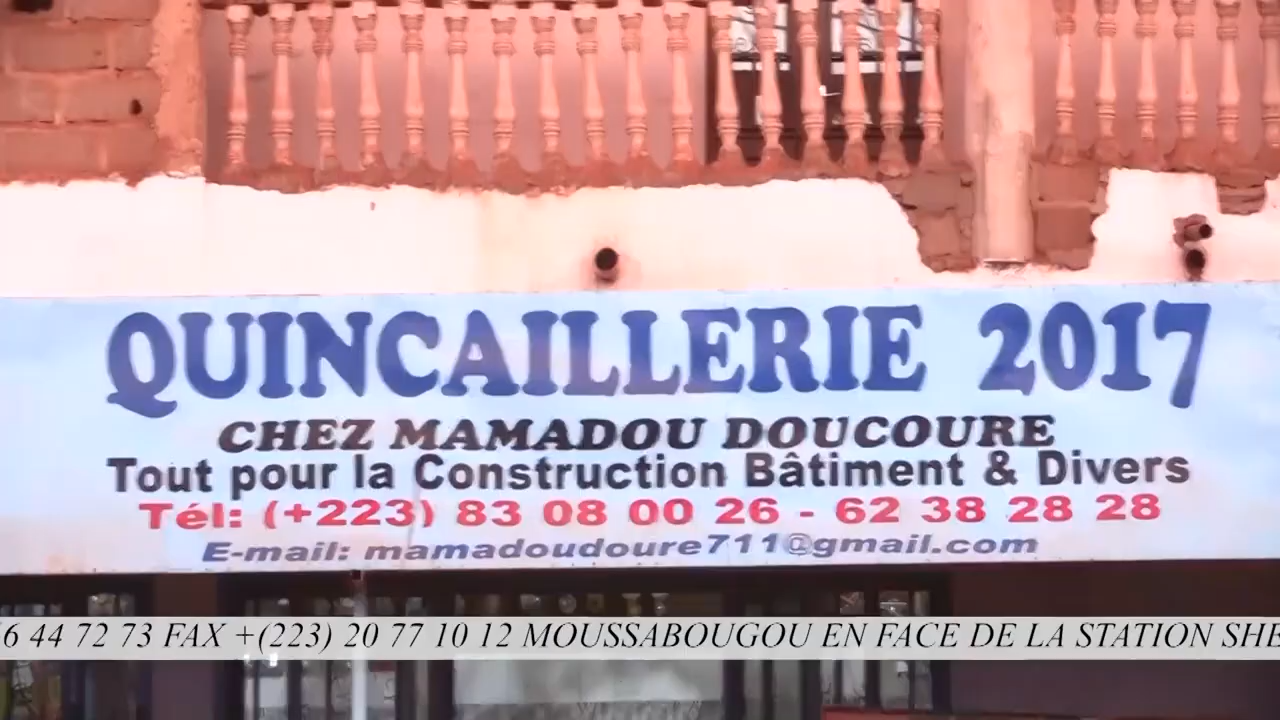 QUINCAILLERIE 2017
CHEZ MAMADOU DOUCOURE
Tout pour la Construction Bâtiment & Divers
Tél: (+223) 83 08 00 26 - 62 38 28 28
E-mail: mamadoudoure711@gmail.com
6 44 72 73 FAX +(223) 20 77 10 12 MOUSSABOUGOU EN FACE DE LA STATION SHE